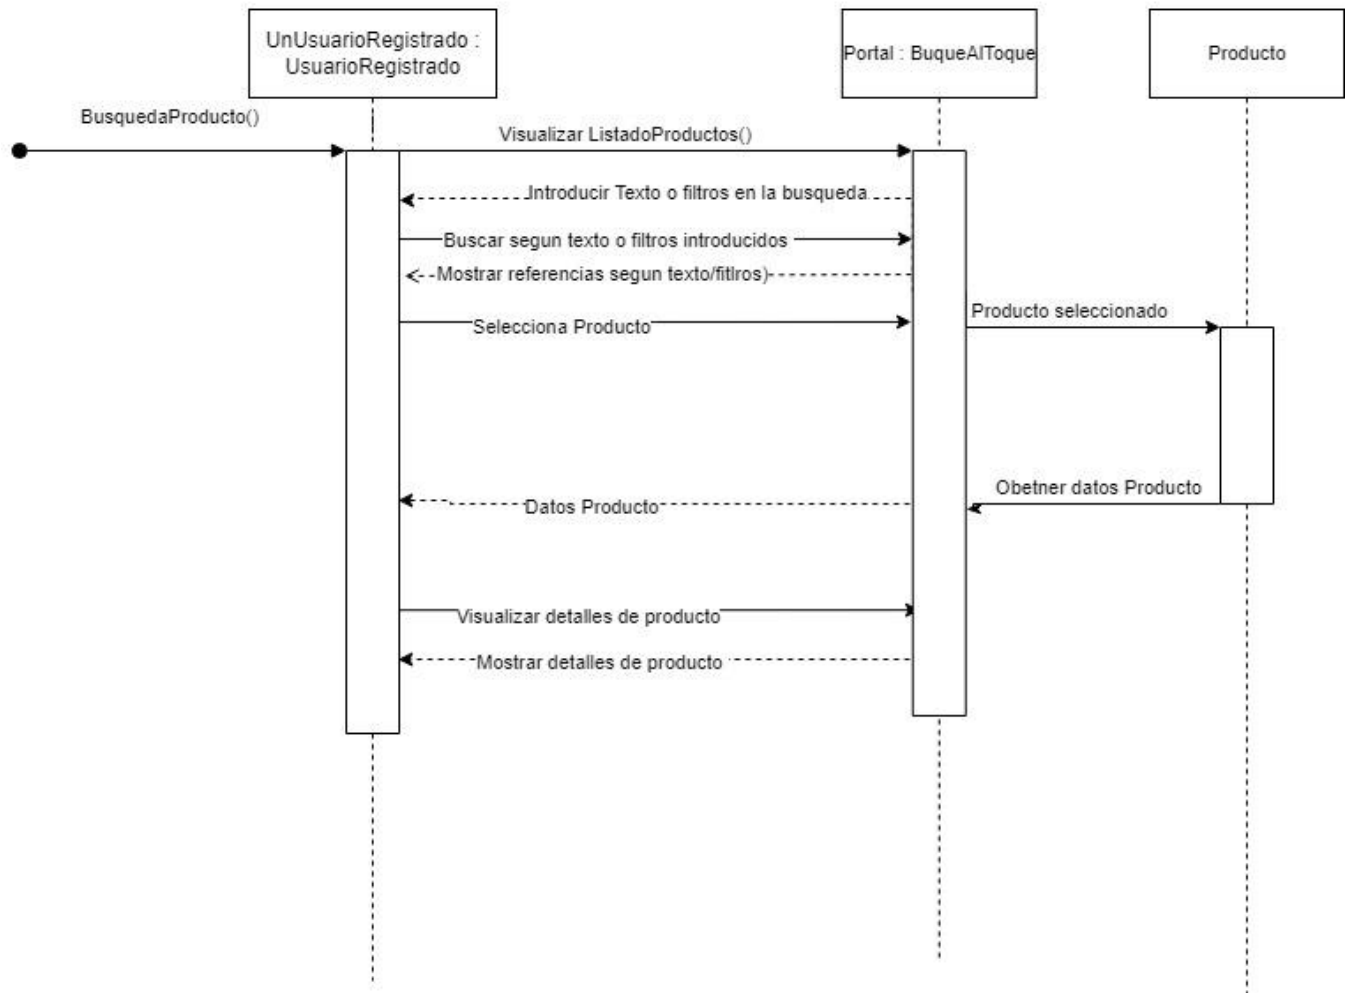 UnUsuarioRegistrado :
UsuarioRegistrado
Portal : BuqueAlToque
Producto
BusquedaProducto()
Visualizar ListadoProductos()
Introducir Texto o filtros en la busqueda
Buscar segun texto o filtros introducidos
Mostrar referencias segun texto/fitlros)
Selecciona Producto
Producto seleccionado
Obetner datos Producto
Datos Producto
Visualizar detalles de producto
Mostrar detalles de producto